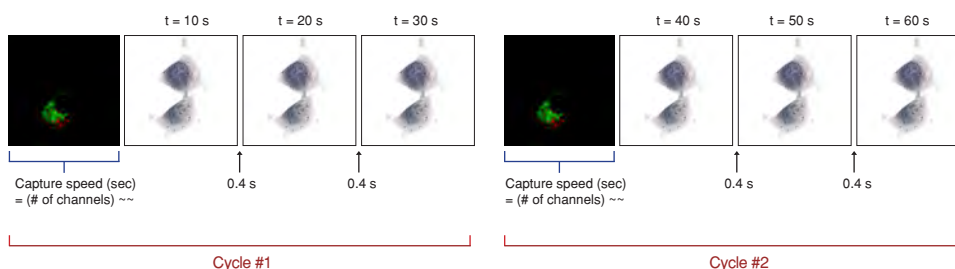 t = 10 s
t = 20 s
t = 30 s
t = 40 s
t = 50 s
t = 60 s
Capture speed (sec)
= (# of channels) ~~
0.4 s
0.4 s
Capture speed (sec)
= (# of channels) ~~
0.4 s
0.4 s
Cycle #1
Cycle #2